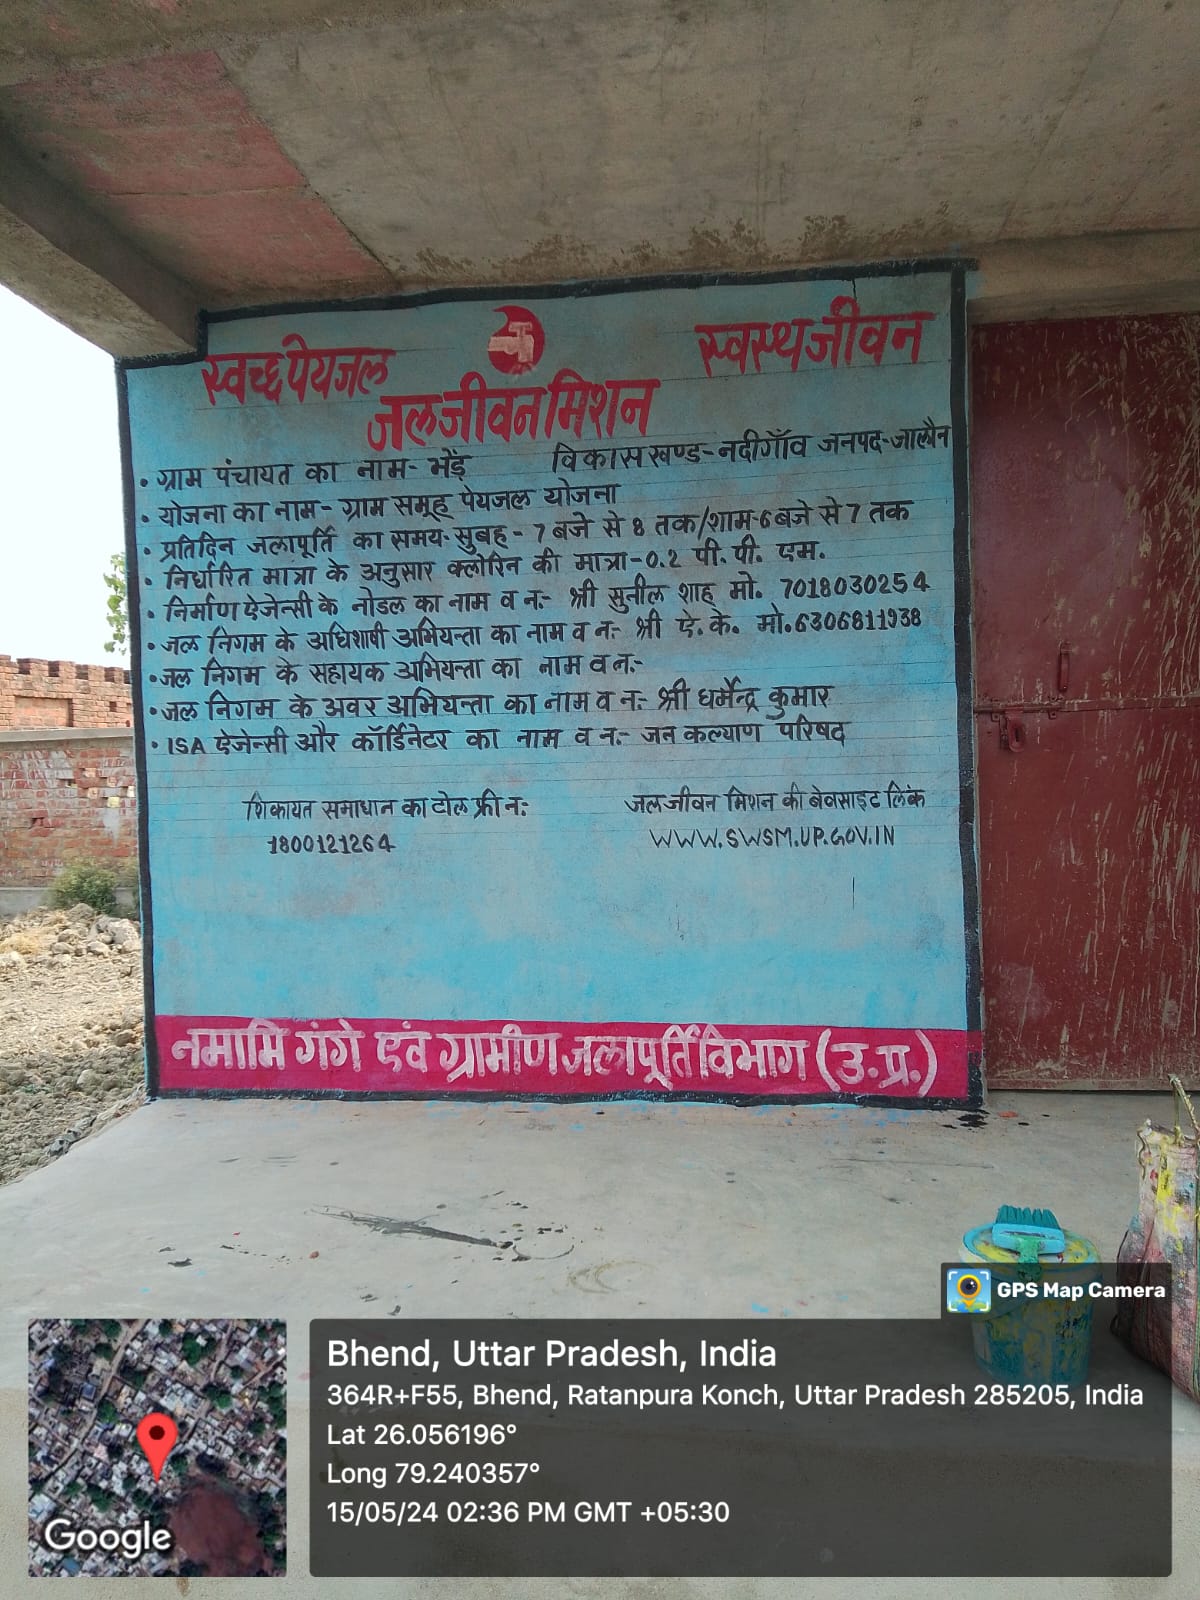 स्वच्छ पेयजल
स्वस्थ जीवन
जल जीवन मिशन
• ग्राम पंचायत का नाम- भेंड़ विकास खण्ड-नदीगाँव जनपद-जालौन
• योजना का नाम- ग्राम समूह पेयजल योजना
• प्रतिदिन जलापूर्ति का समय-सुबह- 7 बजे से 8 तक/शाम-6 बजे से 7 तक
• निर्धारित मात्रा के अनुसार क्लोरिन की मात्रा-0.2 पी. पी. एम.
• निर्माण ऐजेन्सी के नोडल का नाम व नः- श्री सुनील शाह मो. 7018030254
• जल निगम के अधिशाषी अभियन्ता का नाम व नः- श्री ऐ. के. मो.6306811938
• जल निगम के सहायक अभियन्ता का नाम व नः-
• जल निगम के अवर अभियन्ता का नाम व नः- श्री धर्मेन्द्र कुमार
• ISA ऐजेन्सी और कॉर्डिनेटर का नाम व नः- जन कल्याण परिषद
शिकायत समाधान का टोल फ्री नः
1800121264
जल जीवन मिशन की बेवसाइट लिंक
WWW.SWSM.UP.GOV.IN
नमामि गंगे एवं ग्रामीण जलापूर्ति विभाग (उ.प्र.)
GPS Map Camera
Bhend, Uttar Pradesh, India
364R+F55, Bhend, Ratanpura Konch, Uttar Pradesh 285205, India
Lat 26.056196°
Long 79.240357°
15/05/24 02:36 PM GMT +05:30
Google